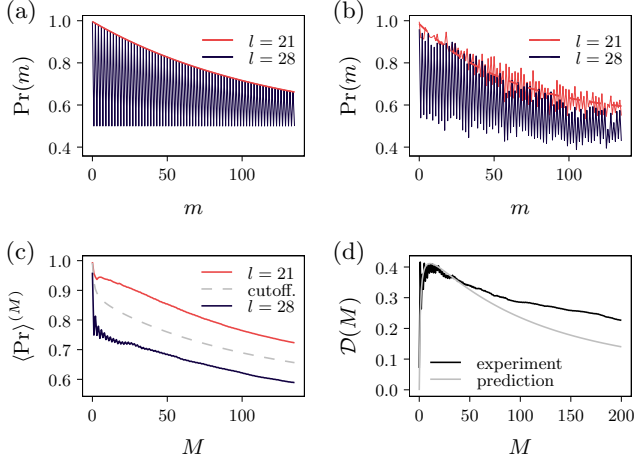 (a)
Pr(m)
1.0
0.8
0.6
0.4
l = 21
l = 28
0
100
m
(b)
Pr(m)
1.0
0.8
0.6
0.4
l = 21
l = 28
0
50
100
m
(c)
⟨Pr⟩^(M)
1.0
0.9
0.8
0.7
0.6
l = 21
cutoff.
l = 28
0
50
100
M
(d)
𝒟(M)
0.4
0.3
0.2
0.1
0.0
experiment
prediction
0
50
100
150
200
M